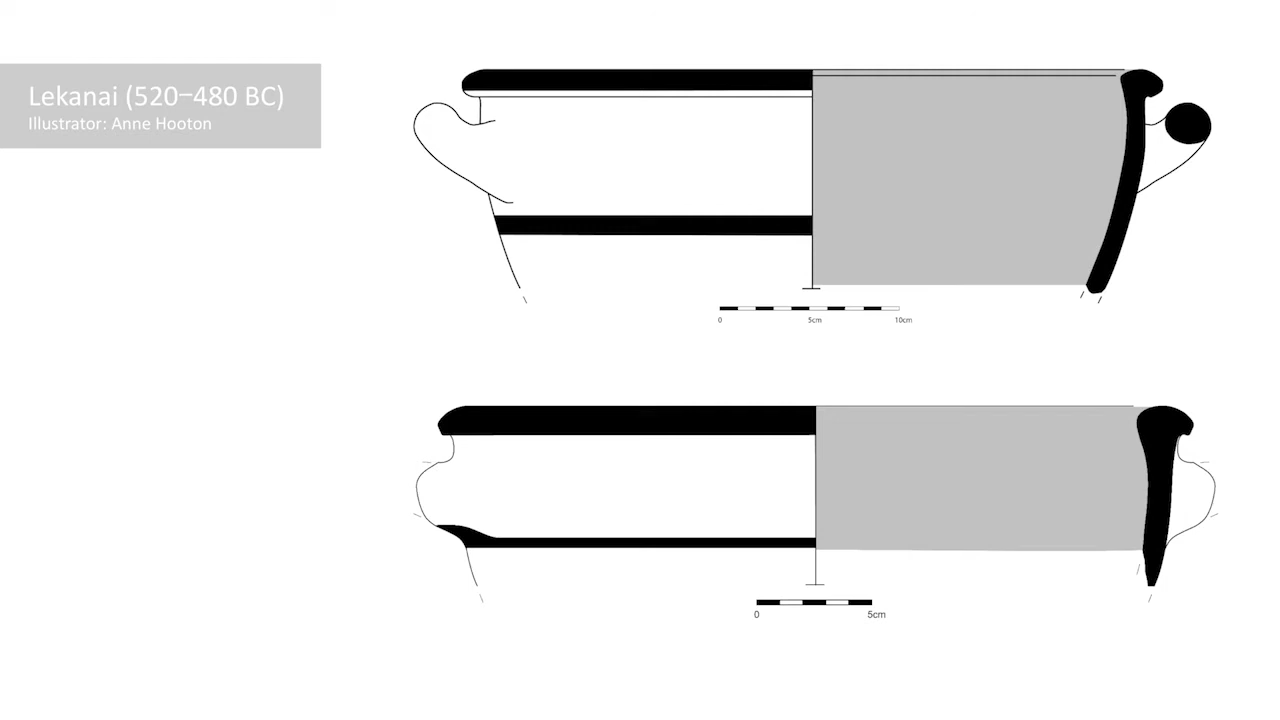 Lekanai (520–480 BC)
Illustrator: Anne Hooton
0 5cm 10cm
0 5cm